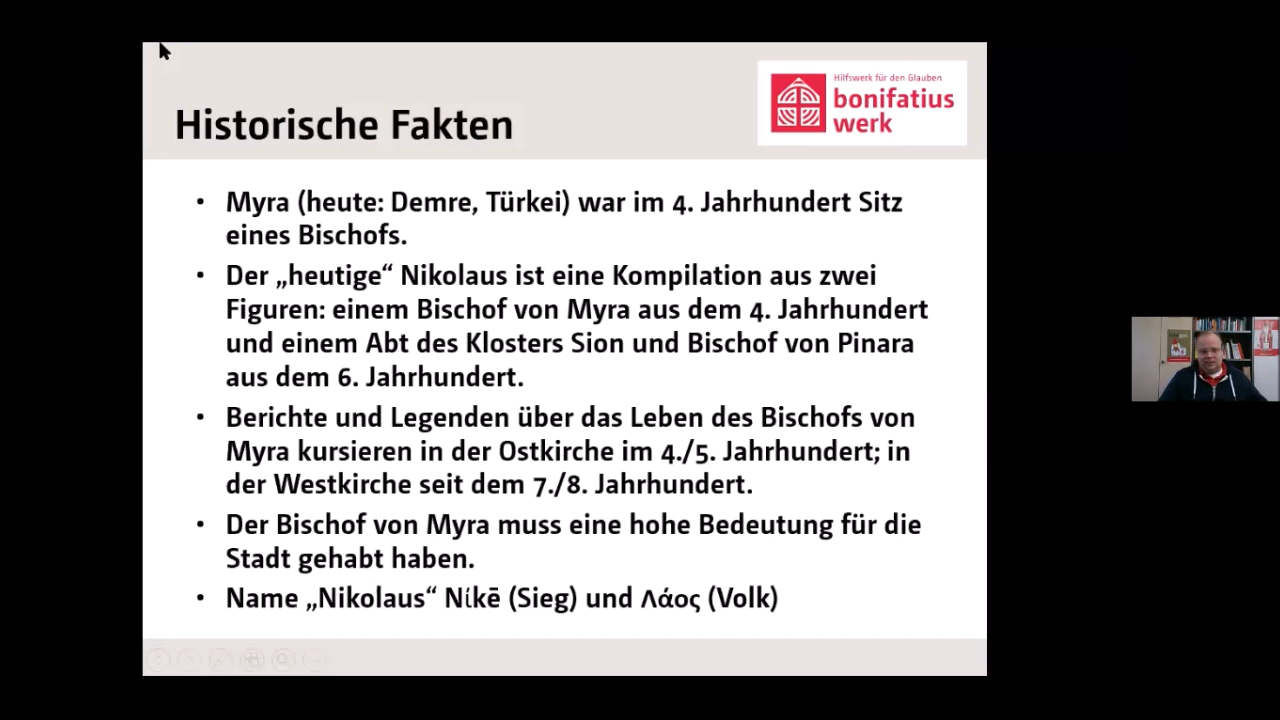 Hilfswerk für den Glauben
bonifatius
werk
Historische Fakten
• Myra (heute: Demre, Türkei) war im 4. Jahrhundert Sitz
eines Bischofs.
• Der „heutige“ Nikolaus ist eine Kompilation aus zwei
Figuren: einem Bischof von Myra aus dem 4. Jahrhundert
und einem Abt des Klosters Sion und Bischof von Pinara
aus dem 6. Jahrhundert.
• Berichte und Legenden über das Leben des Bischofs von
Myra kursieren in der Ostkirche im 4./5. Jahrhundert; in
der Westkirche seit dem 7./8. Jahrhundert.
• Der Bischof von Myra muss eine hohe Bedeutung für die
Stadt gehabt haben.
• Name „Nikolaus“ Níkē (Sieg) und Λάος (Volk)